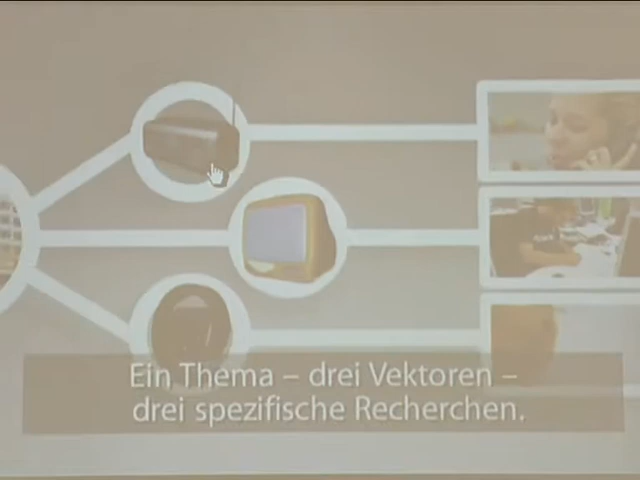 Ein Thema – drei Vektoren –
drei spezifische Recherchen.